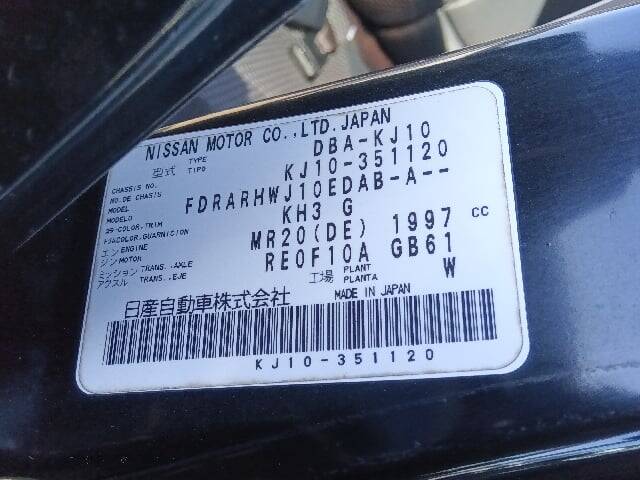 NISSAN MOTOR CO.,LTD.JAPAN
型式 TYPE TIPO DBA-KJ10
CHASSIS NO. NO.DE CHASIS KJ10-351120
MODEL MODELO FDRARHWJ10EDAB-A--
COLOR,TRIM COLOR,GUARNICION KH3 G
エンジン ENGINE MOTOR MR20(DE) 1997 CC
ミッション アクスル TRANS.,AXLE TRANS.,EJE RE0F10A GB61
工場 PLANT PLANTA W
日産自動車株式会社 MADE IN JAPAN
KJ10-351120